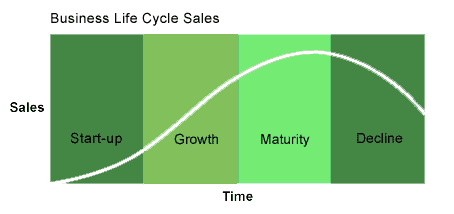 Business Life Cycle Sales
Sales
Start-up
Growth
Maturity
Decline
Time